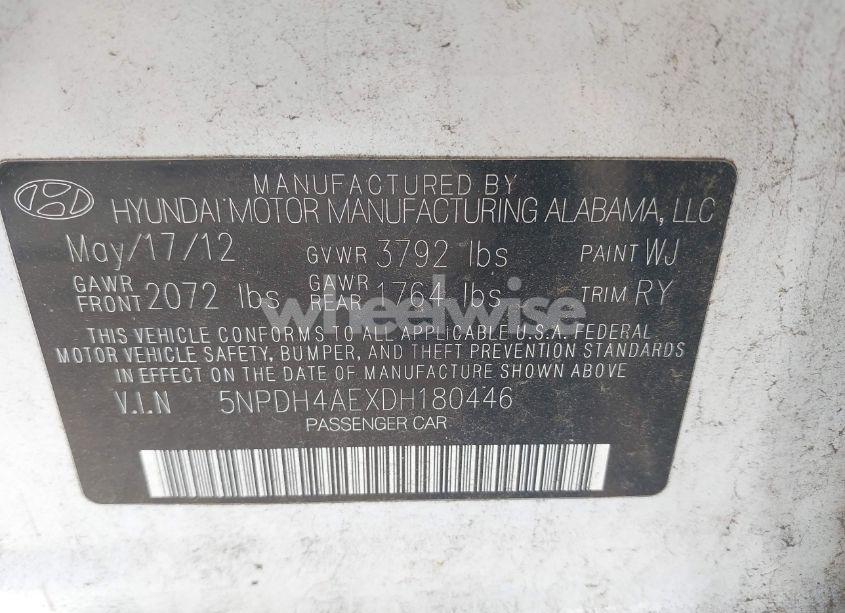 MANUFACTURED BY
HYUNDAI MOTOR MANUFACTURING ALABAMA, LLC
May/17/12 GVWR 3792 lbs PAINT WJ
GAWR FRONT 2072 lbs GAWR REAR 1764 lbs TRIM RY
THIS VEHICLE CONFORMS TO ALL APPLICABLE U.S.A. FEDERAL
MOTOR VEHICLE SAFETY, BUMPER, AND THEFT PREVENTION STANDARDS
IN EFFECT ON THE DATE OF MANUFACTURE SHOWN ABOVE
V.I.N 5NPDH4AEXDH180446
PASSENGER CAR
wheelwise